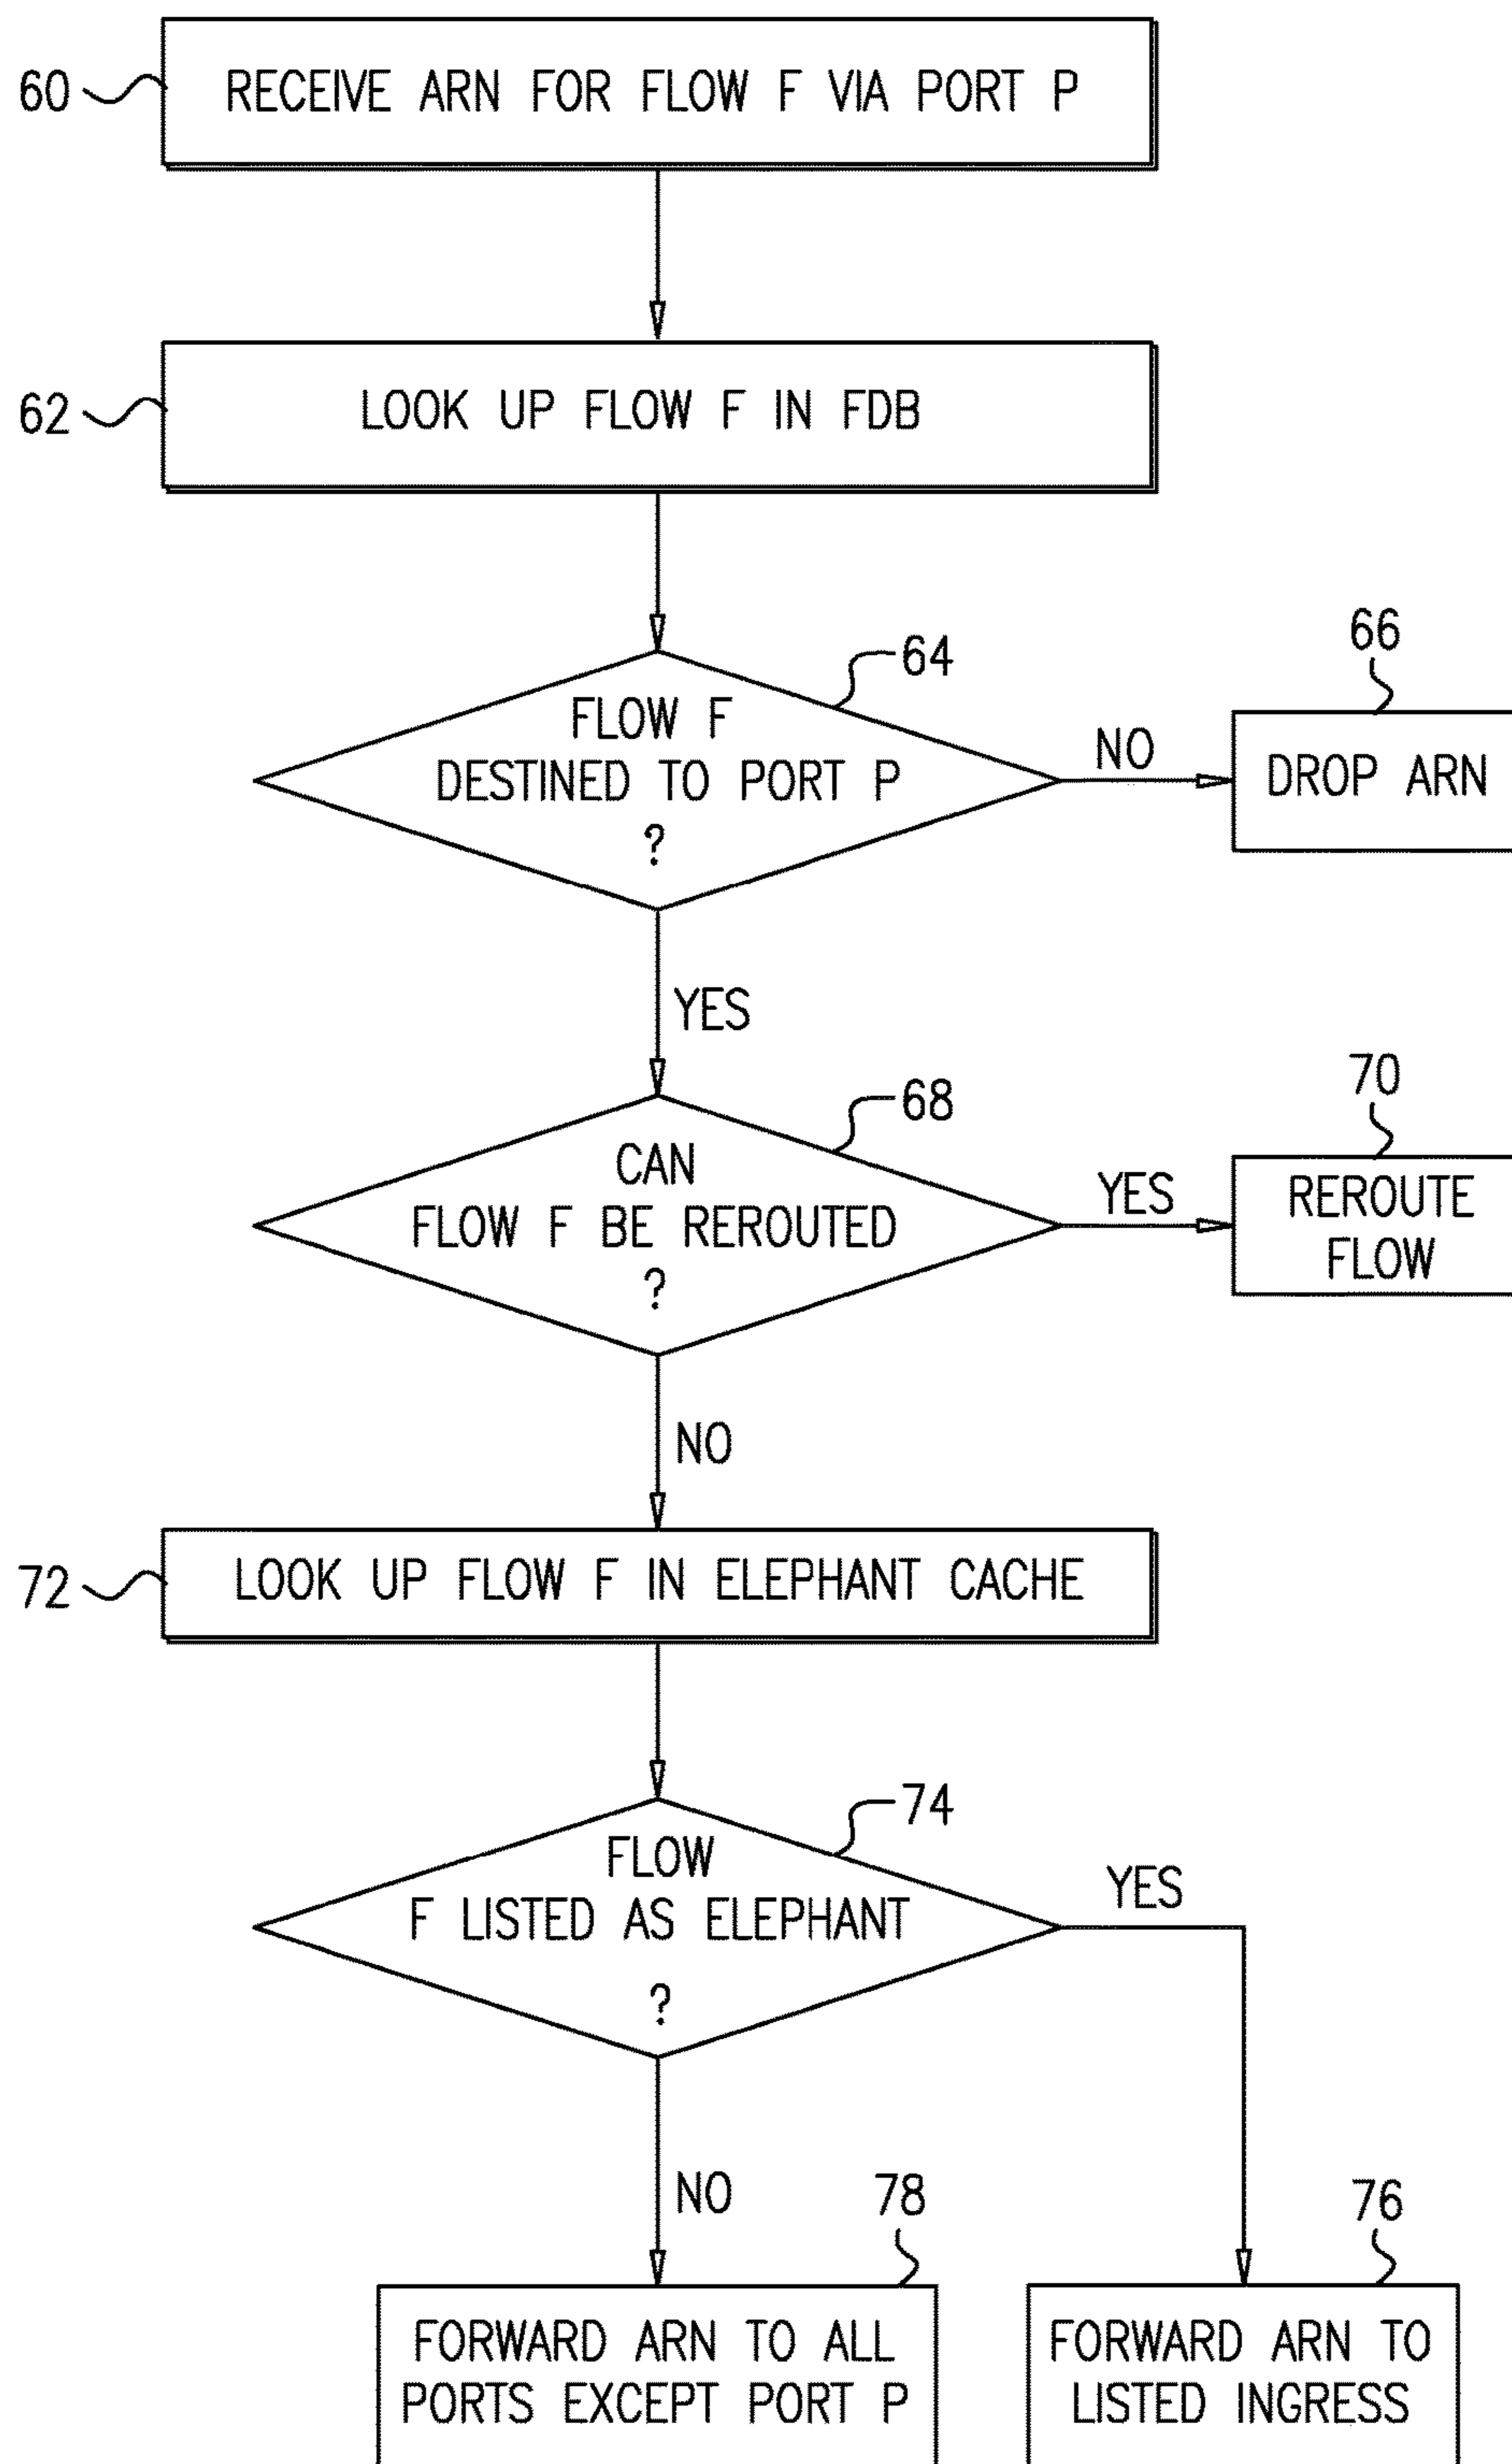 60
RECEIVE ARN FOR FLOW F VIA PORT P
62
LOOK UP FLOW F IN FDB
64
FLOW F
DESTINED TO PORT P
?
NO
66
DROP ARN
YES
68
CAN
FLOW F BE REROUTED
?
YES
70
REROUTE
FLOW
NO
72
LOOK UP FLOW F IN ELEPHANT CACHE
74
FLOW
F LISTED AS ELEPHANT
?
YES
NO
78
FORWARD ARN TO ALL
PORTS EXCEPT PORT P
76
FORWARD ARN TO
LISTED INGRESS